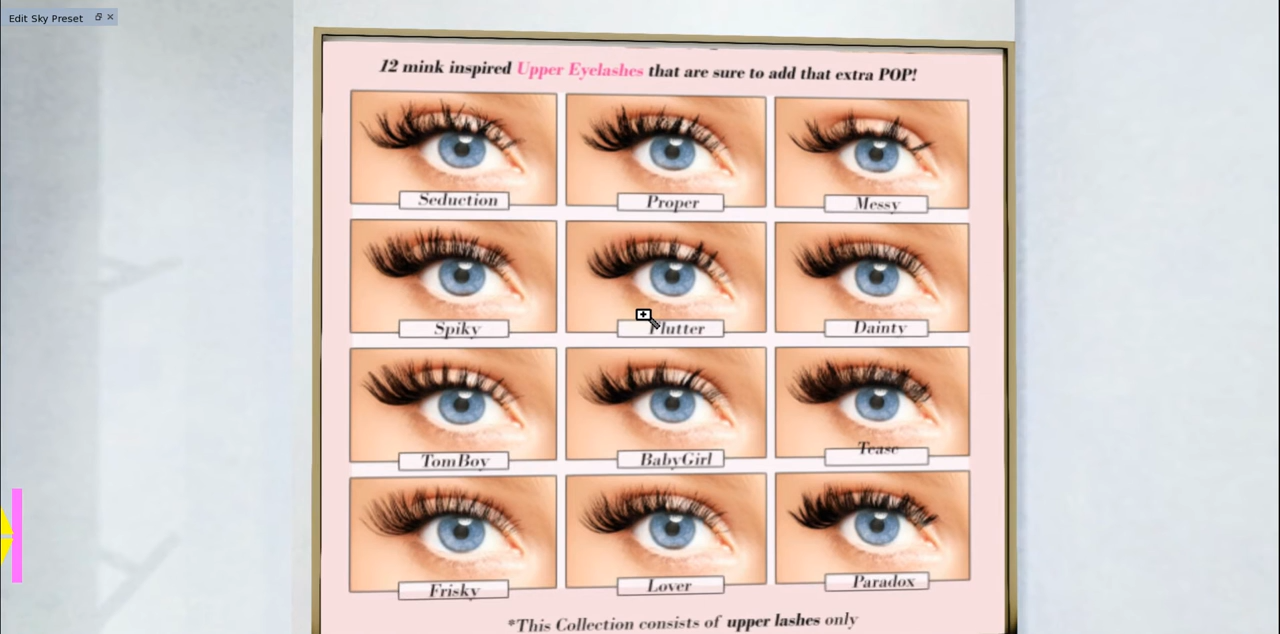 Edit Sky Preset
12 mink inspired Upper Eyelashes that are sure to add that extra POP!
Seduction
Proper
Messy
Spiky
Flutter
Dainty
TomBoy
BabyGirl
Tease
Frisky
Lover
Paradox
*This Collection consists of upper lashes only